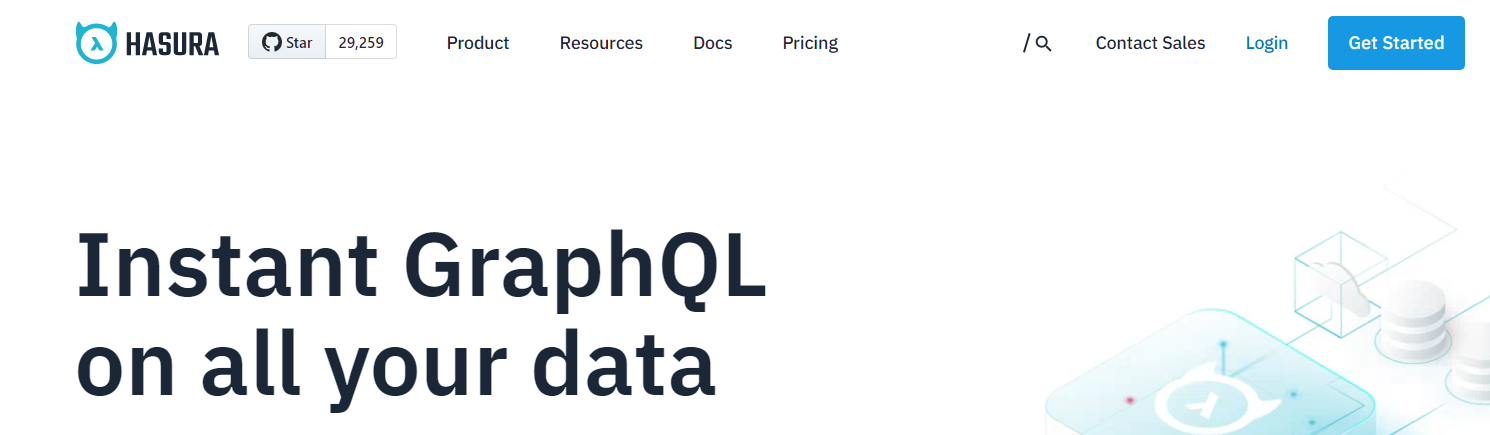 HASURA Star 29,259 Product Resources Docs Pricing / Contact Sales Login Get Started
Instant GraphQL
on all your data